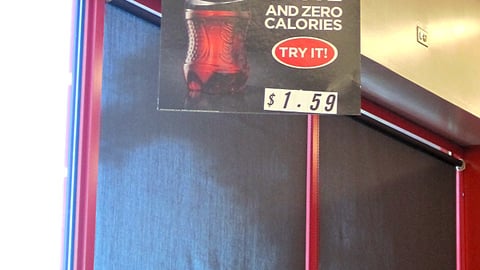 AND ZERO
CALORIES
TRY IT!
$1.59